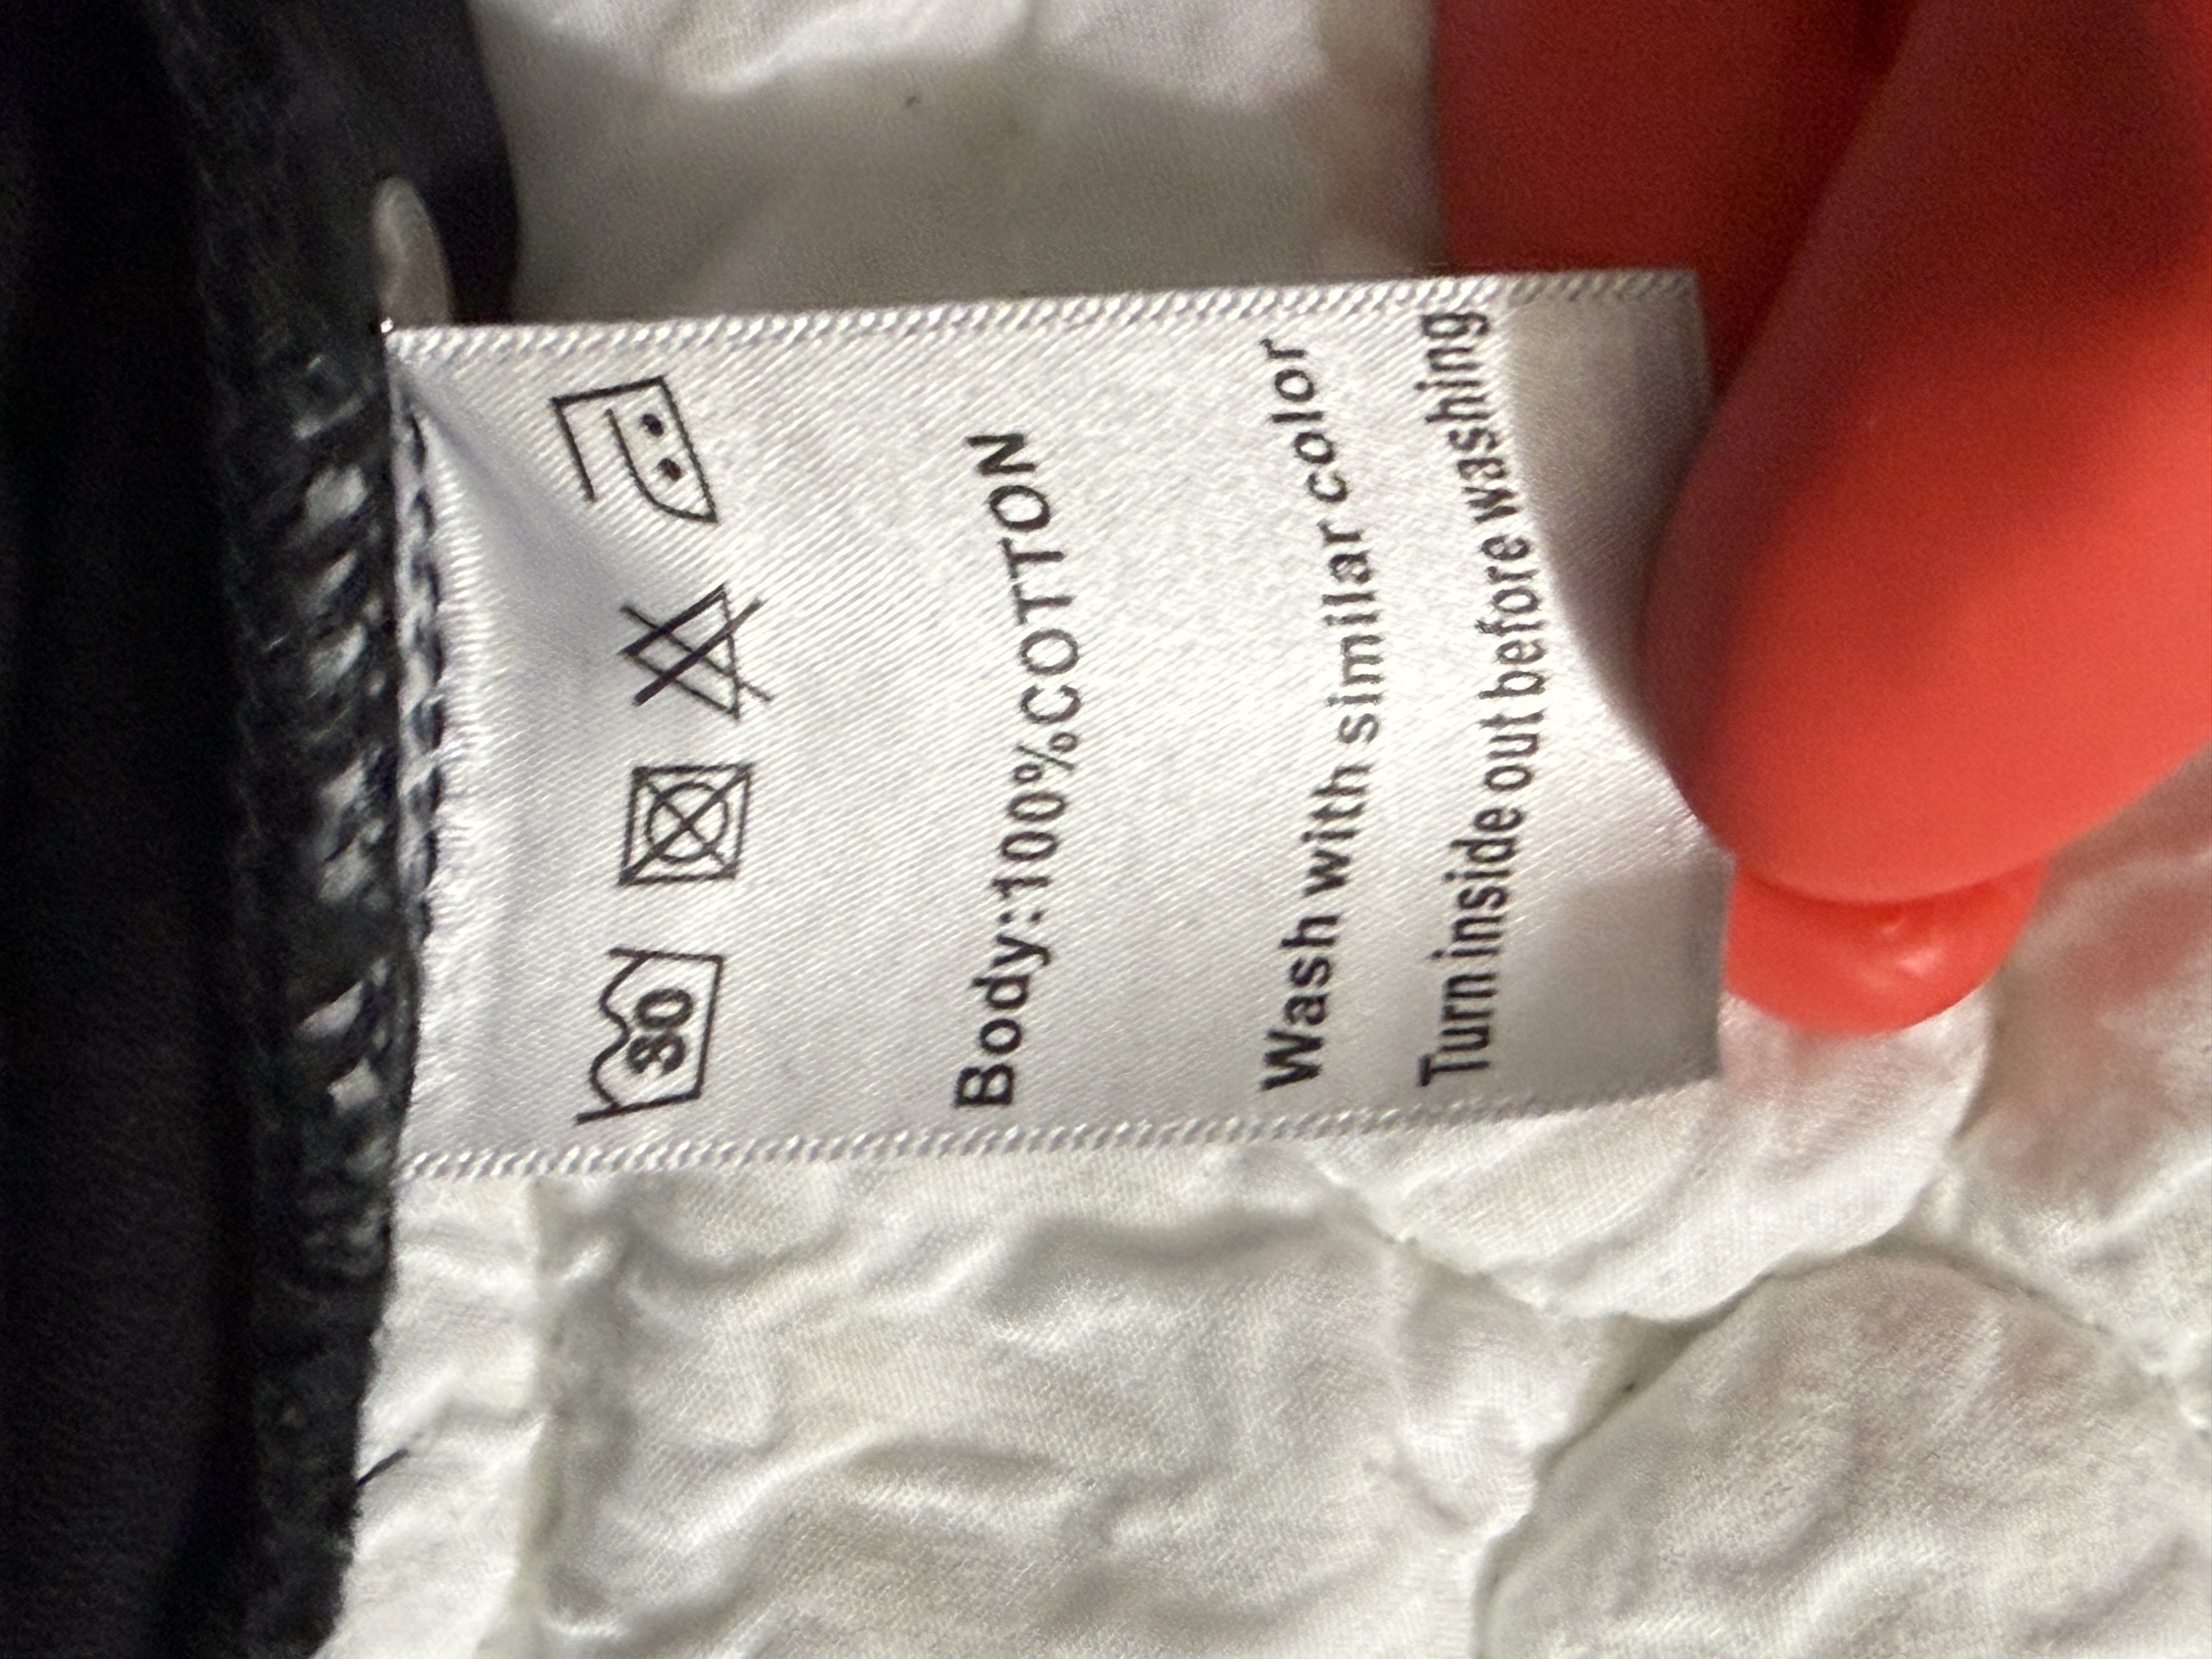 30
Body:100%COTTON
Wash with similar color
Turn inside out before washing